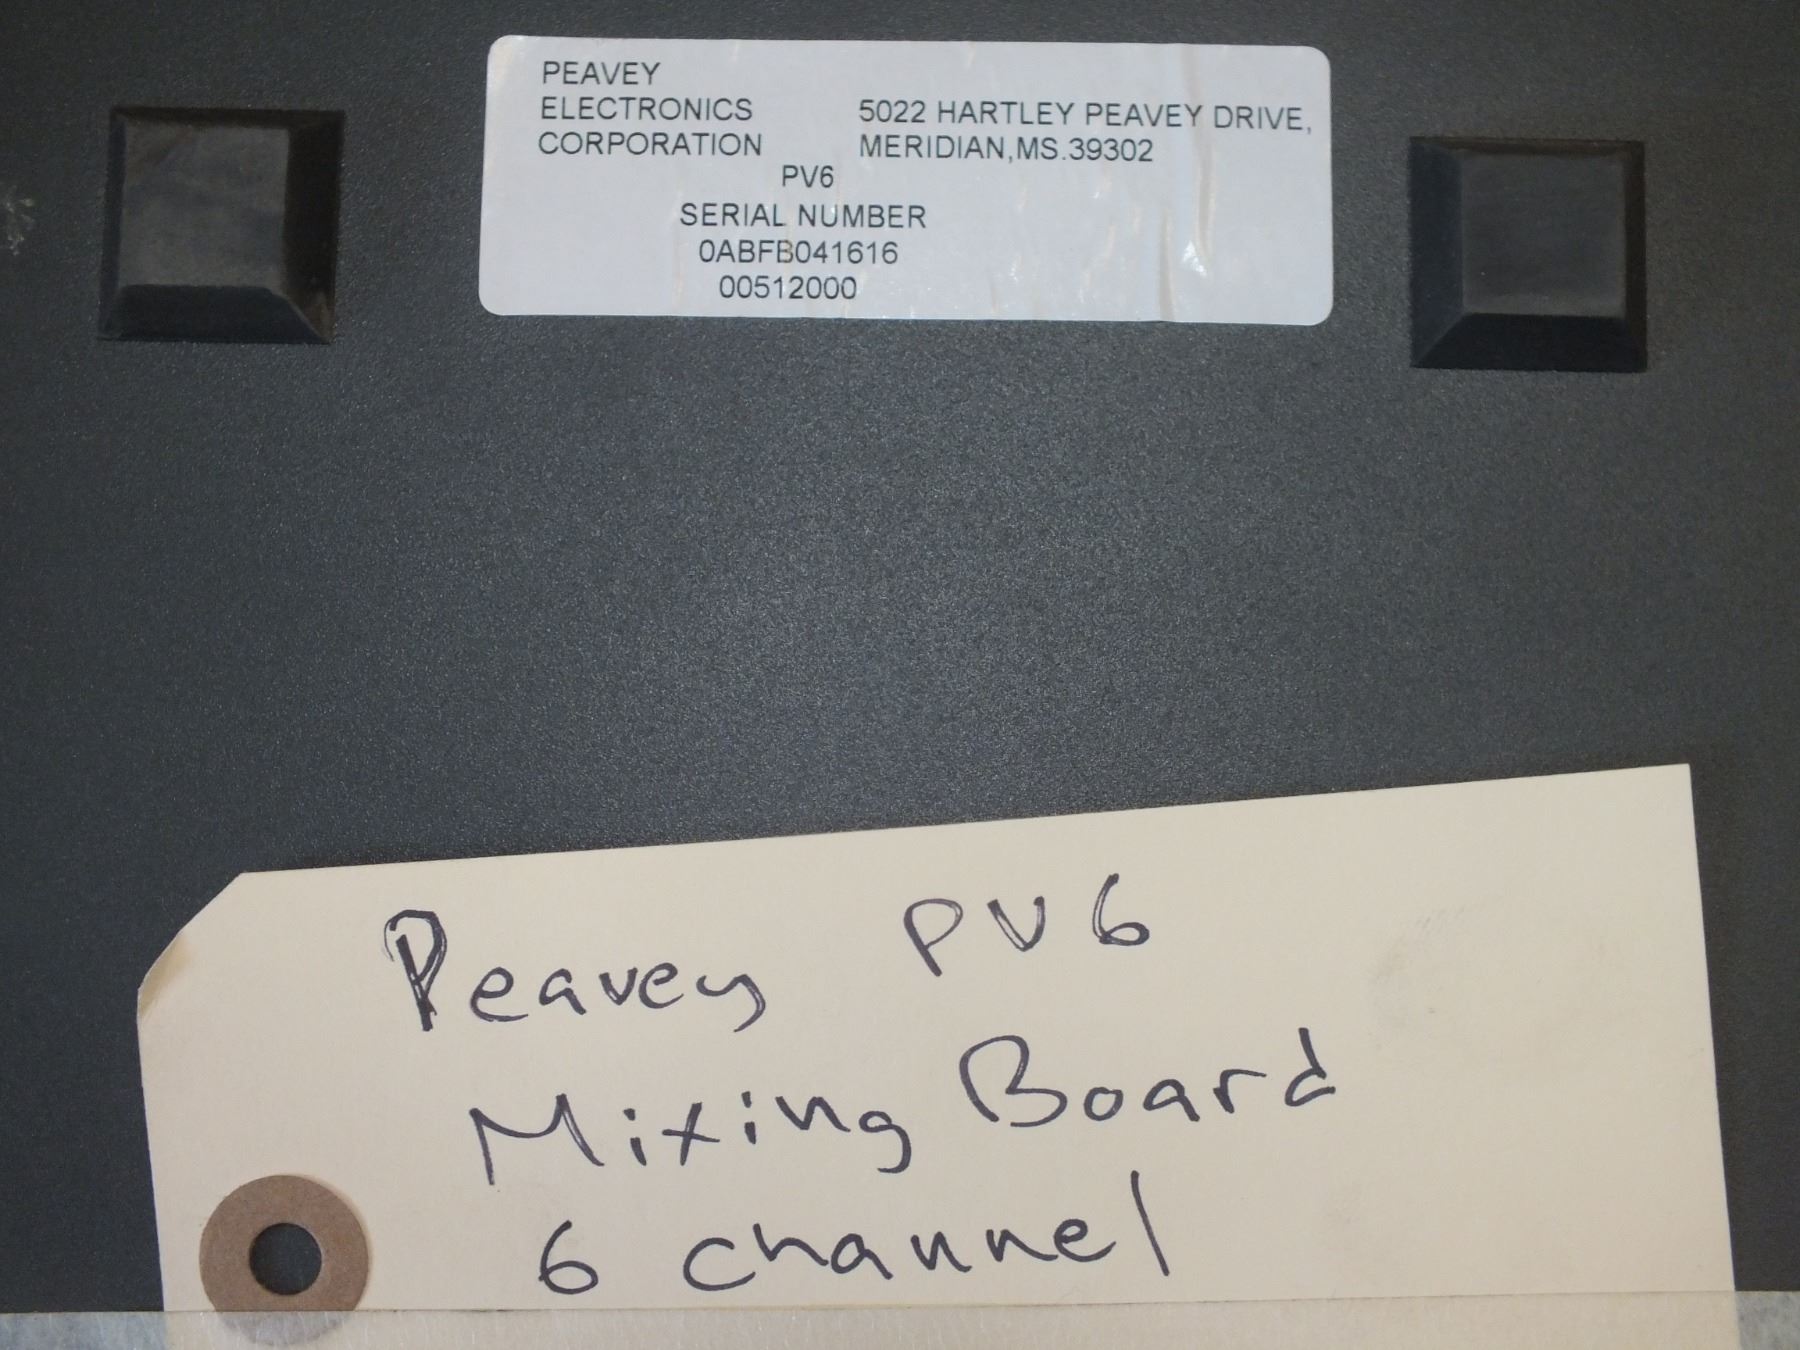 PEAVEY
ELECTRONICS 5022 HARTLEY PEAVEY DRIVE,
CORPORATION MERIDIAN,MS.39302
PV6
SERIAL NUMBER
0ABFB041616
00512000
Peavey PV6
Mixing Board
6 channel